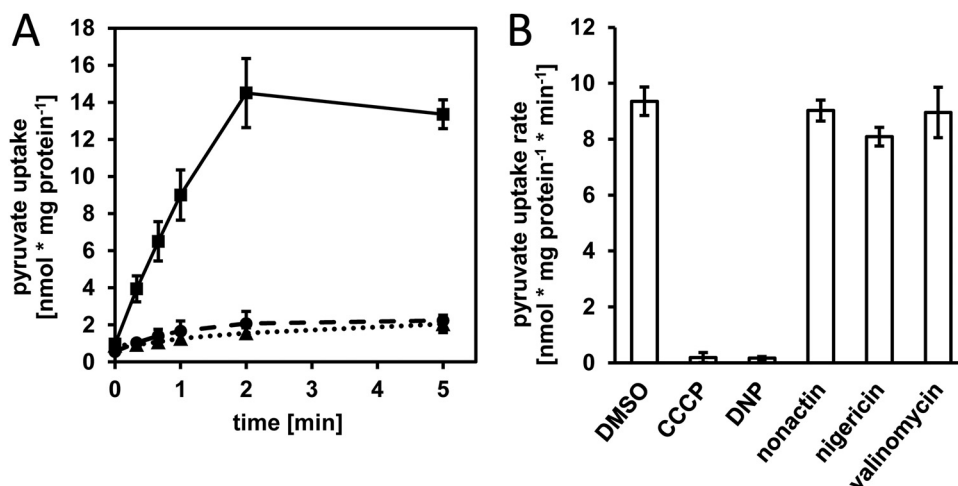 A
pyruvate uptake
[nmol * mg protein⁻¹]
18
16
14
12
10
8
6
4
2
0
0 1 2 3 4 5
time [min]
B
pyruvate uptake rate
[nmol * mg protein⁻¹ * min⁻¹]
12
10
8
6
4
2
0
DMSO
CCCP
DNP
nonactin
nigericin
valinomycin